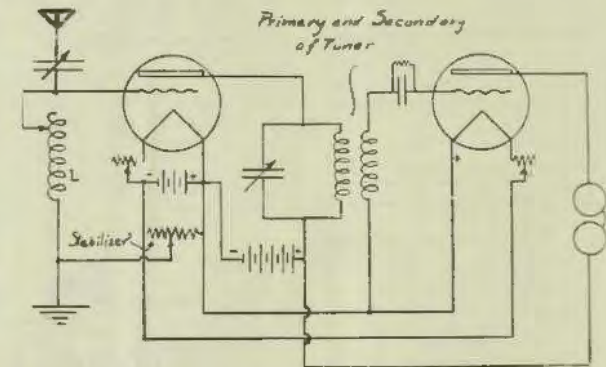 Primary and Secondary
of Tuner
L
- +
+
Stabilizer
- +